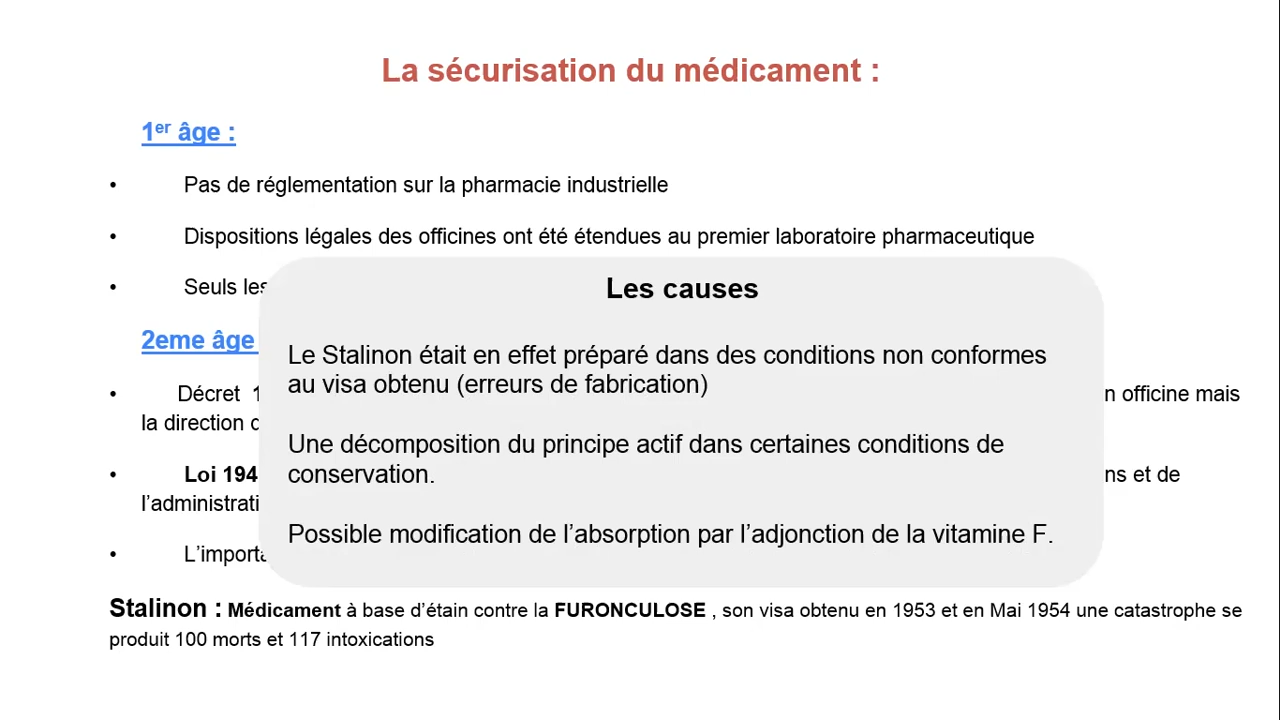 La sécurisation du médicament :
1er âge :
• Pas de réglementation sur la pharmacie industrielle
• Dispositions légales des officines ont été étendues au premier laboratoire pharmaceutique
• Seuls les
Les causes
2eme âge
Le Stalinon était en effet préparé dans des conditions non conformes
au visa obtenu (erreurs de fabrication)
• Décret 1 n officine mais
la direction
Une décomposition du principe actif dans certaines conditions de
conservation.
• Loi 194 ns et de
l’administrati
Possible modification de l’absorption par l’adjonction de la vitamine F.
• L’importa
Stalinon : Médicament à base d’étain contre la FURONCULOSE , son visa obtenu en 1953 et en Mai 1954 une catastrophe se
produit 100 morts et 117 intoxications